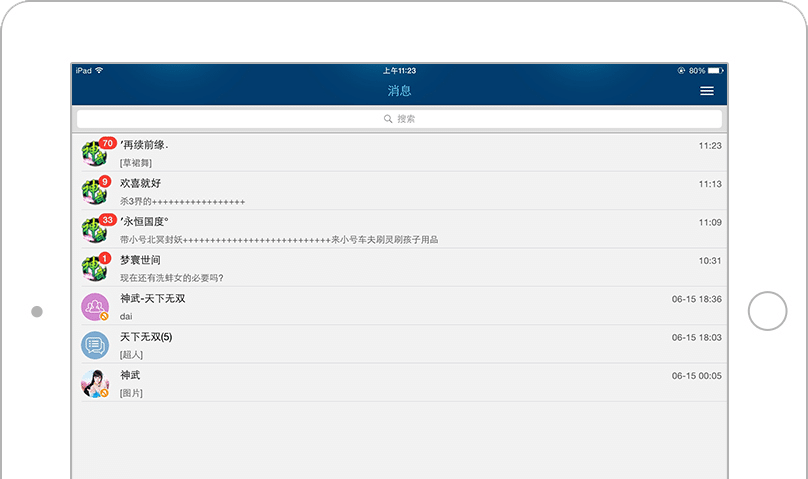 iPad 上午11:23 80%
消息
搜索
70 ′再续前缘. 11:23
[草裙舞]
9 欢喜就好 11:13
杀3界的+++++++++++++++++
33 ′永恒国度° 11:09
带小号北冥封妖+++++++++++++++++++++++++++来小号车夫刷灵刷孩子用品
1 梦寰世间 10:31
现在还有洗蚌女的必要吗?
神武-天下无双 06-15 18:36
dai
天下无双(5) 06-15 18:03
[超人]
神武 06-15 00:05
[图片]